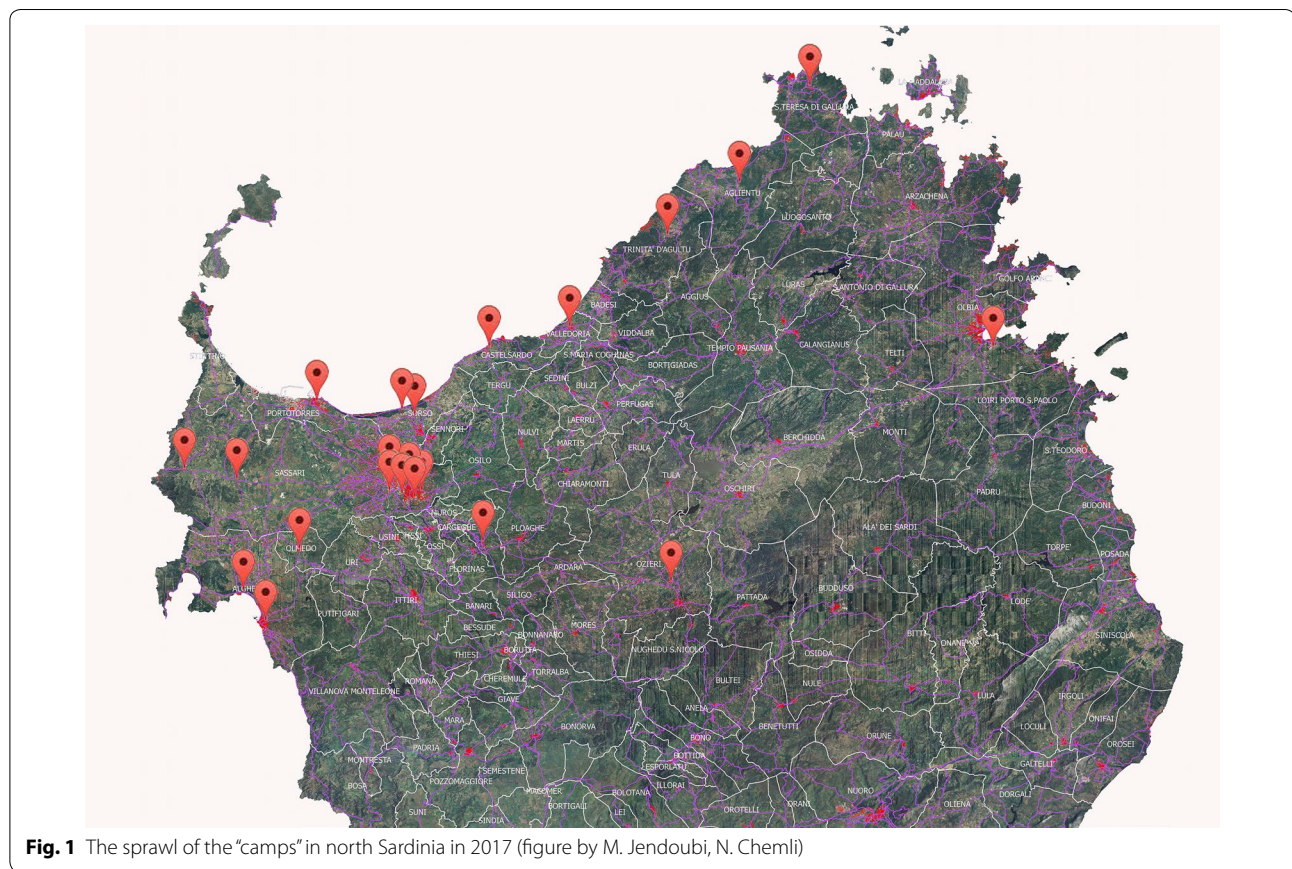 S.TERESA DI GALLURA
PALAU
AGLIENTU
ARZACHENA
LUOGOSANTO
TRINITA' D'AGULTU
GOLFO
LURAS
S.ANTONIO DI GALLURA
AGGIUS
BADESI
OLBIA
VALLEDORIA
VIDDALBA
TEMPIO PAUSANIA
CALANGIANUS
CASTELSARDO
S.MARIA COGHINAS
TELTI
BORTIGIADAS
TERGU
SEDINI
BULZI
LOIRI PORTO S.PAOLO
PORTOTORRES
SORSO
PERFUGAS
LAERRU
SENNORI
NULVI
MONTI
BERCHIDDA
MARTIS
ERULA
S.TEODORO
OSILO
SASSARI
TULA
CHIARAMONTI
OSCHIRI
PADRU
BUDONI
MUROS
CARGEGHE
PLOAGHE
ALA' DEI SARDI
USINI
OSSI
OLMEDO
TORPE'
POSADA
URI
FLORINAS
OZIERI
ARDARA
BUDDUSO'
SILIGO
PATTADA
LODE'
ITTIRI
BANARI
PUTIFIGARI
BESSUDE
MORES
BONNANARO
BITTI
SINISCOLA
ONANI
THIESI
BORUTTA
NUGHEDU S.NICOLO
OSIDDA
TORRALBA
CHEREMULE
ROMANA
BULTEI
NULE
VILLANOVA MONTELEONE
LULA
IRGOLI
GIAVE
ANELA
MARA
BONORVA
BENETUTTI
LOCULI
ONIFAI
ORUNE
BONO
PADRIA
OROSEI
BOTTIDA
MONTRESTA
GALTELLI'
ESPORLATU
SEMESTENE
POZZOMAGGIORE
BOSA
ILLORAI
NUORO
MACOMER
BOLOTANA
DORGALI
ORANI
OLIENA
BORTIGALI
LEI
OROTELLI
SUNI
SINDIA
Fig. 1 The sprawl of the “camps” in north Sardinia in 2017 (figure by M. Jendoubi, N. Chemli)